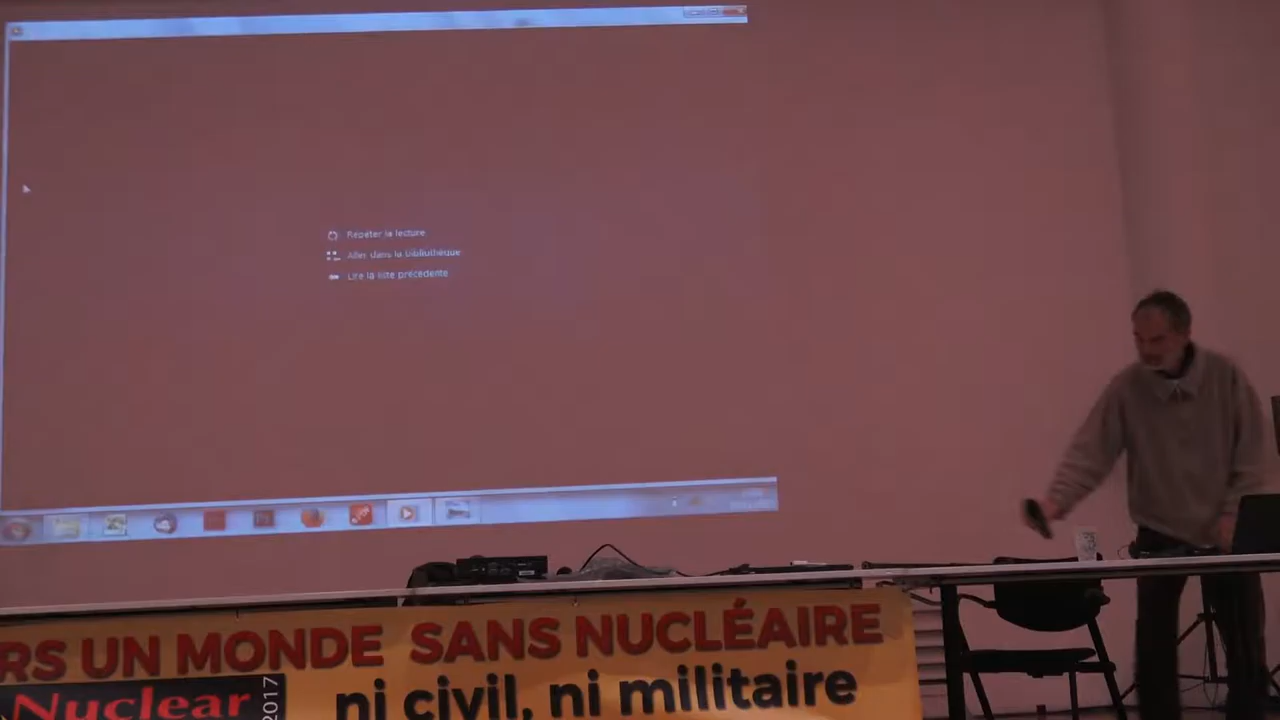 Répéter la lecture
Aller dans la bibliothèque
Lire la liste précédente
RS UN MONDE SANS NUCLÉAIRE
Nuclear
2017
ni civil, ni militaire